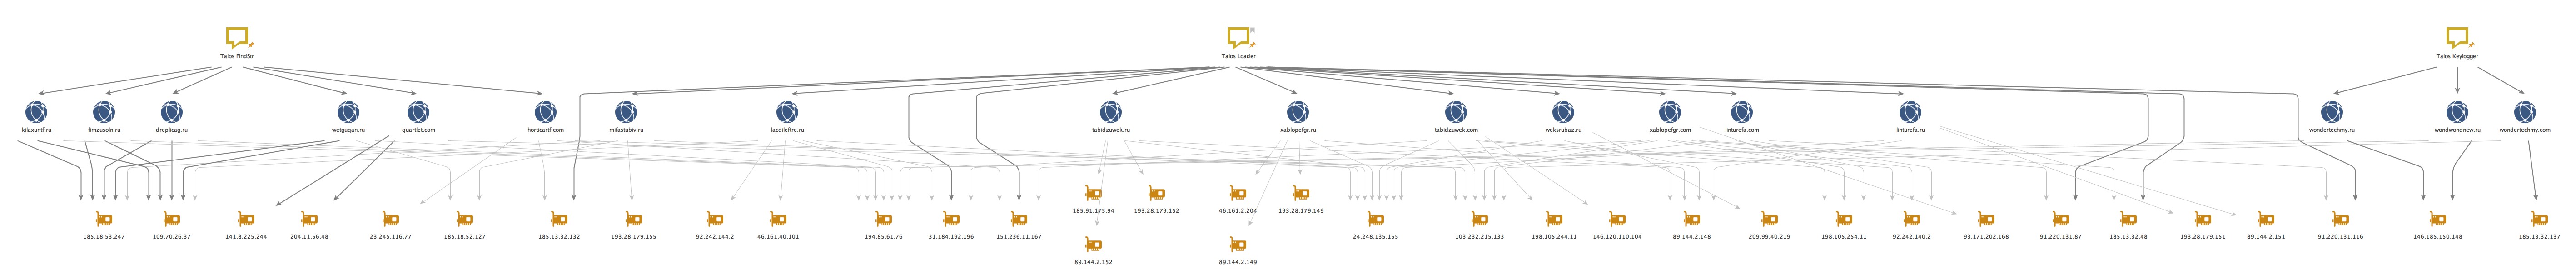 Talos FindStr
Talos Loader
Talos Keylogger
kilaxuntf.ru
fimzusoln.ru
dreplicag.ru
wetguqan.ru
quartlet.com
horticartf.com
mifastubiv.ru
lacdileftre.ru
tabidzuwek.ru
xablopefgr.ru
tabidzuwek.com
weksrubaz.ru
xablopefgr.com
linturefa.com
linturefa.ru
wondertechmy.ru
wondwondnew.ru
wondertechmy.com
185.91.175.94
193.28.179.152
46.161.2.204
193.28.179.149
185.18.53.247
109.70.26.37
141.8.225.244
204.11.56.48
23.245.116.77
185.18.52.127
185.13.32.132
193.28.179.155
92.242.144.2
46.161.40.101
194.85.61.76
31.184.192.196
151.236.11.167
24.248.135.155
103.232.215.133
198.105.244.11
146.120.110.104
89.144.2.148
209.99.40.219
198.105.254.11
92.242.140.2
93.171.202.168
91.220.131.87
185.13.32.48
193.28.179.151
89.144.2.151
91.220.131.116
146.185.150.148
185.13.32.137
89.144.2.152
89.144.2.149